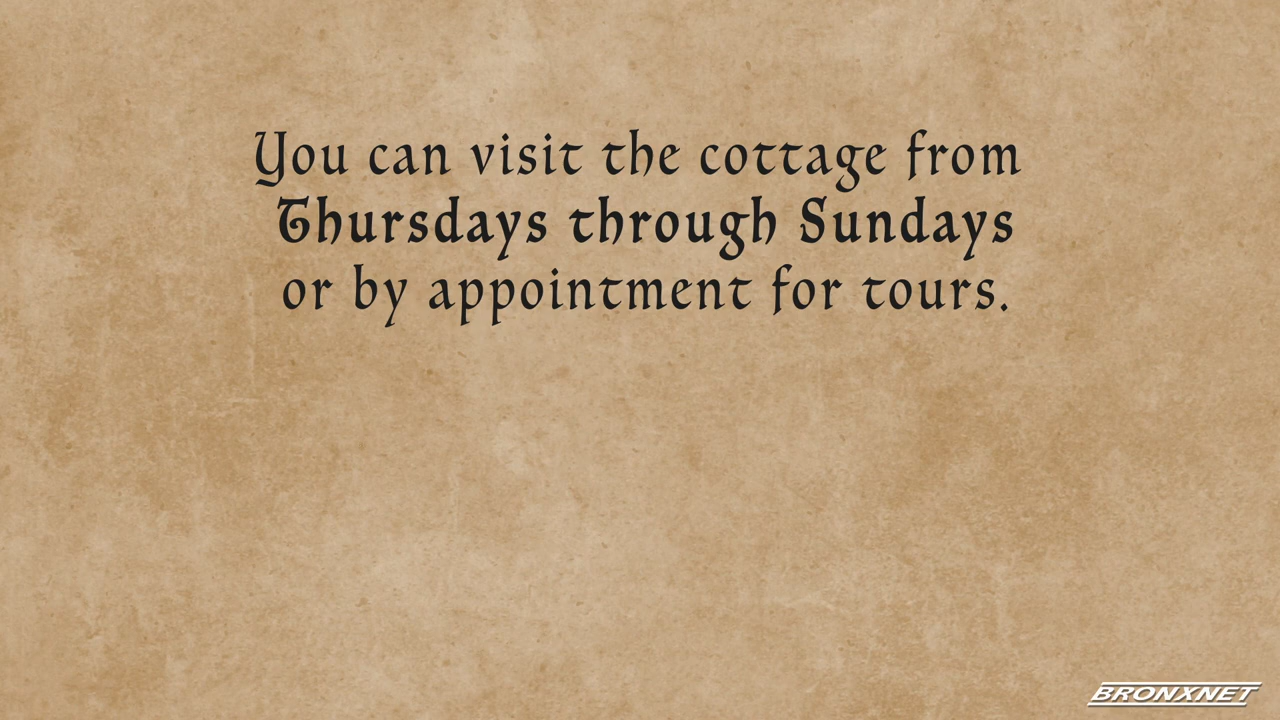 You can visit the cottage from
Thursdays through Sundays
or by appointment for tours.
BRONXNET